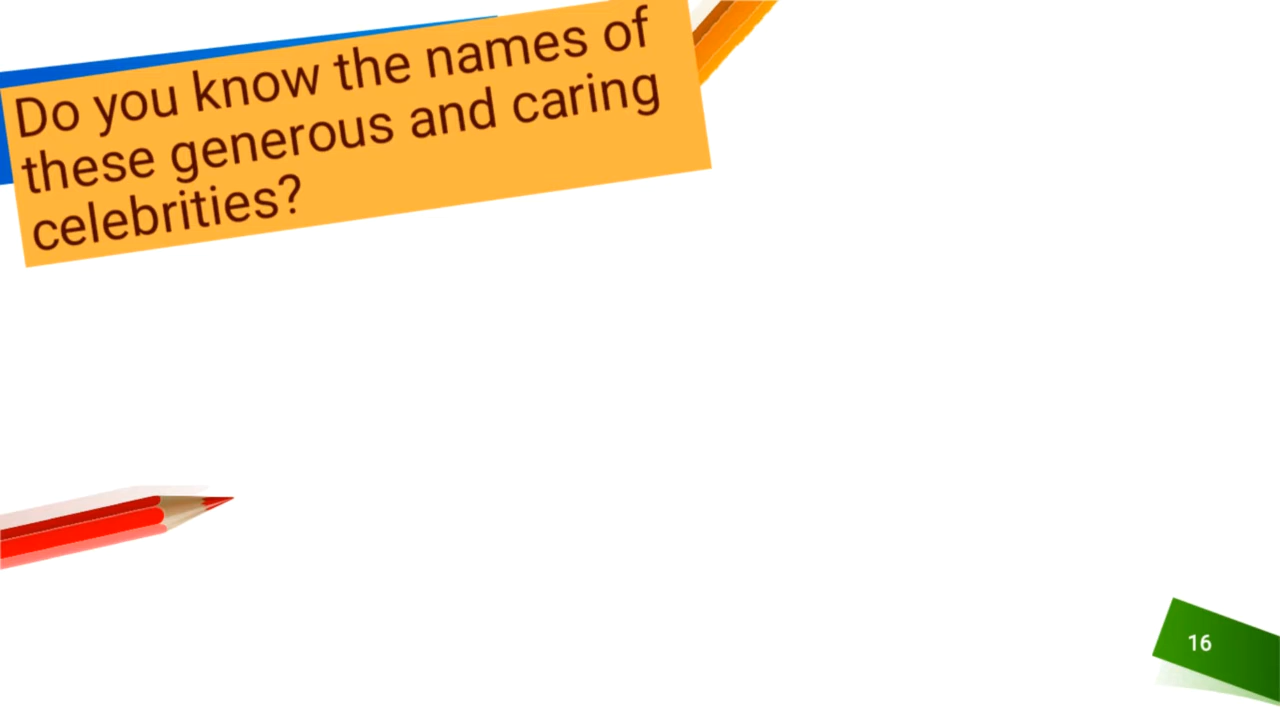 Do you know the names of
these generous and caring
celebrities?
16